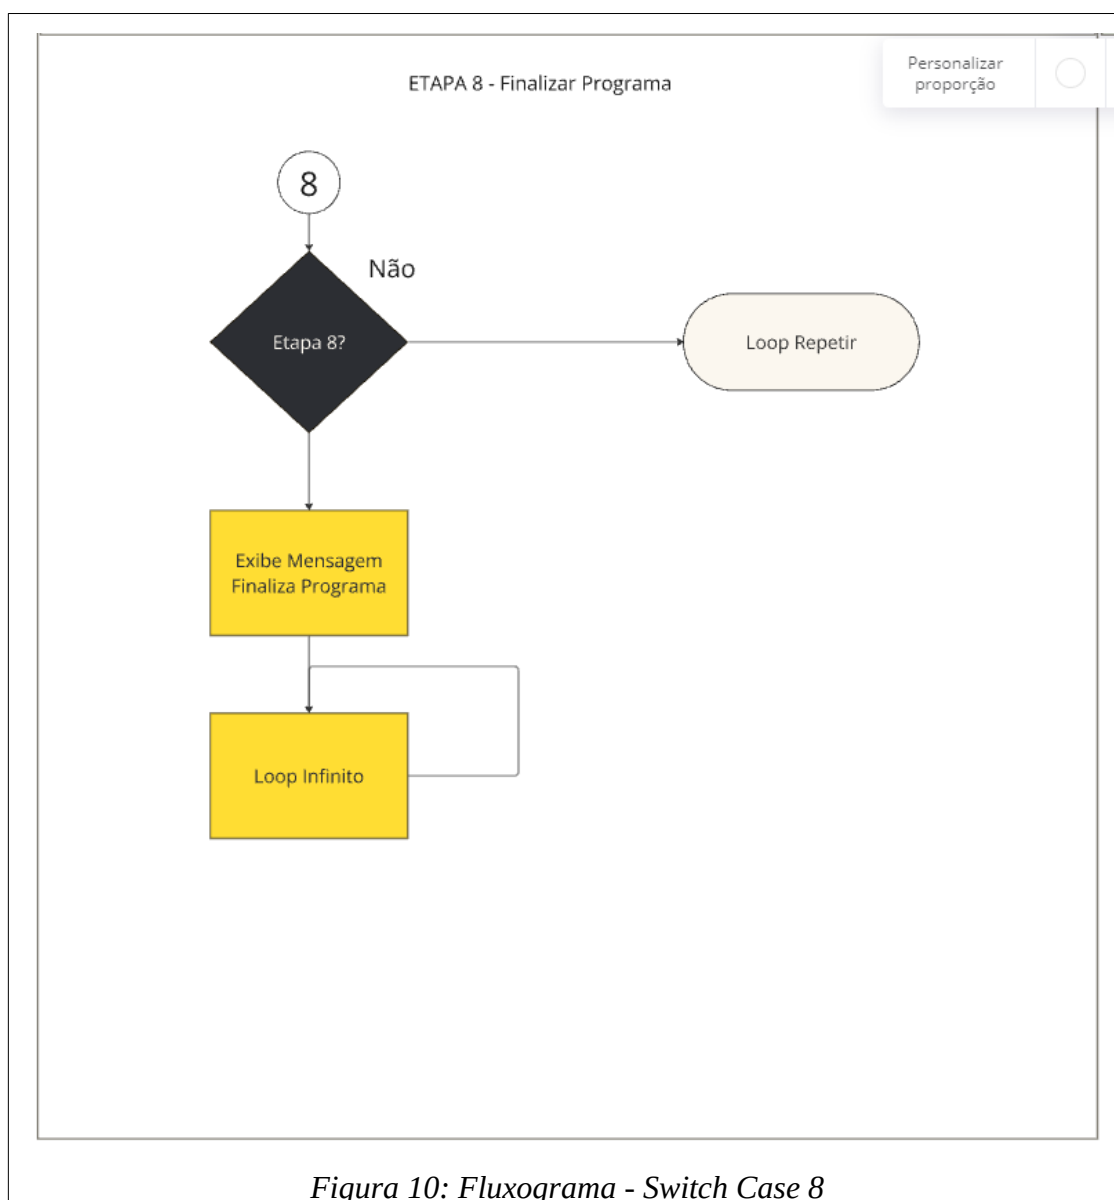 Personalizar
proporção
ETAPA 8 - Finalizar Programa
8
Não
Etapa 8?
Loop Repetir
Exibe Mensagem
Finaliza Programa
Loop Infinito
Figura 10: Fluxograma - Switch Case 8